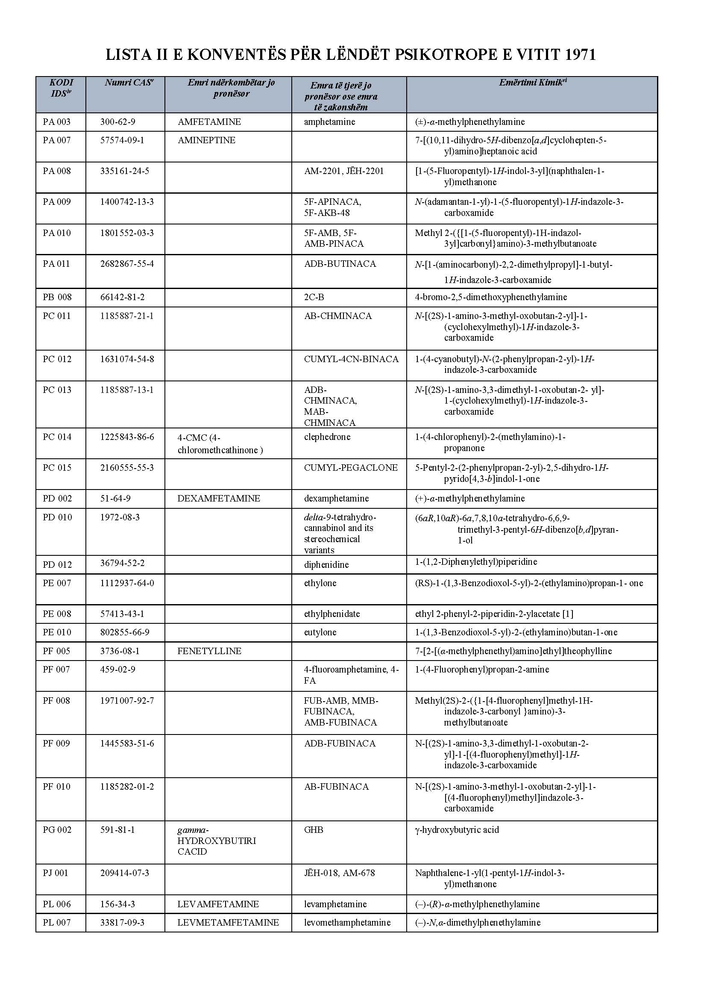 LISTA II E KONVENTËS PËR LËNDËT PSIKOTROPE E VITIT 1971
KODI IDSiv	Numri CASv	Emri ndërkombëtar jo pronësor	Emra të tjerë jo pronësor ose emra të zakonshëm	Emërtimi Kimikvi
PA 003	300-62-9	AMFETAMINE	amphetamine	(±)-α-methylphenethylamine
PA 007	57574-09-1	AMINEPTINE		7-[(10,11-dihydro-5H-dibenzo[a,d]cyclohepten-5-
yl)amino]heptanoic acid
PA 008	335161-24-5		AM-2201, JËH-2201	[1-(5-Fluoropentyl)-1H-indol-3-yl](naphthalen-1-
yl)methanone
PA 009	1400742-13-3		5F-APINACA,	N-(adamantan-1-yl)-1-(5-fluoropentyl)-1H-indazole-3-
5F-AKB-48	carboxamide
PA 010	1801552-03-3		5F-AMB, 5F-	Methyl 2-({[1-(5-fluoropentyl)-1H-indazol-
AMB-PINACA	3yl]carbonyl}amino)-3-methylbutanoate
PA 011	2682867-55-4		ADB-BUTINACA	N-[1-(aminocarbonyl)-2,2-dimethylpropyl]-1-butyl-
1H-indazole-3-carboxamide
PB 008	66142-81-2		2C-B	4-bromo-2,5-dimethoxyphenethylamine
PC 011	1185887-21-1		AB-CHMINACA	N-[(2S)-1-amino-3-methyl-oxobutan-2-yl]-1-
(cyclohexylmethyl)-1H-indazole-3-
carboxamide
PC 012	1631074-54-8		CUMYL-4CN-BINACA	1-(4-cyanobutyl)-N-(2-phenylpropan-2-yl)-1H-
indazole-3-carboxamide
PC 013	1185887-13-1		ADB-	N-[(2S)-1-amino-3,3-dimethyl-1-oxobutan-2- yl]-
CHMINACA,	1-(cyclohexylmethyl)-1H-indazole-3-
MAB-	carboxamide
CHMINACA
PC 014	1225843-86-6	4-CMC (4-	clephedrone	1-(4-chlorophenyl)-2-(methylamino)-1-
chloromethcathinone )	propanone
PC 015	2160555-55-3		CUMYL-PEGACLONE	5-Pentyl-2-(2-phenylpropan-2-yl)-2,5-dihydro-1H-
pyrido[4,3-b]indol-1-one
PD 002	51-64-9	DEXAMFETAMINE	dexamphetamine	(+)-α-methylphenethylamine
PD 010	1972-08-3		delta-9-tetrahydro-	(6aR,10aR)-6a,7,8,10a-tetrahydro-6,6,9-
cannabinol and its	trimethyl-3-pentyl-6H-dibenzo[b,d]pyran-
stereochemical	1-ol
variants
PD 012	36794-52-2		diphenidine	1-(1,2-Diphenylethyl)piperidine
PE 007	1112937-64-0		ethylone	(RS)-1-(1,3-Benzodioxol-5-yl)-2-(ethylamino)propan-1- one
PE 008	57413-43-1		ethylphenidate	ethyl 2-phenyl-2-piperidin-2-ylacetate [1]
PE 010	802855-66-9		eutylone	1-(1,3-Benzodioxol-5-yl)-2-(ethylamino)butan-1-one
PF 005	3736-08-1	FENETYLLINE		7-[2-[(α-methylphenethyl)amino]ethyl]theophylline
PF 007	459-02-9		4-fluoroamphetamine, 4-	1-(4-Fluorophenyl)propan-2-amine
FA
PF 008	1971007-92-7		FUB-AMB, MMB-	Methyl(2S)-2-({1-[4-fluorophenyl]methyl-1H-
FUBINACA,	indazole-3-carbonyl }amino)-3-
AMB-FUBINACA	methylbutanoate
PF 009	1445583-51-6		ADB-FUBINACA	N-[(2S)-1-amino-3,3-dimethyl-1-oxobutan-2-
yl]-1-[(4-fluorophenyl)methyl]-1H-
indazole-3-carboxamide
PF 010	1185282-01-2		AB-FUBINACA	N-[(2S)-1-amino-3-methyl-1-oxobutan-2-yl]-1-
[(4-fluorophenyl)methyl]indazole-3-
carboxamide
PG 002	591-81-1	gamma-	GHB	γ-hydroxybutyric acid
HYDROXYBUTIRI
CACID
PJ 001	209414-07-3		JËH-018, AM-678	Naphthalene-1-yl(1-pentyl-1H-indol-3-
yl)methanone
PL 006	156-34-3	LEVAMFETAMINE	levamphetamine	(–)-(R)-α-methylphenethylamine
PL 007	33817-09-3	LEVMETAMFETAMINE	levomethamphetamine	(–)-N,α-dimethylphenethylamine